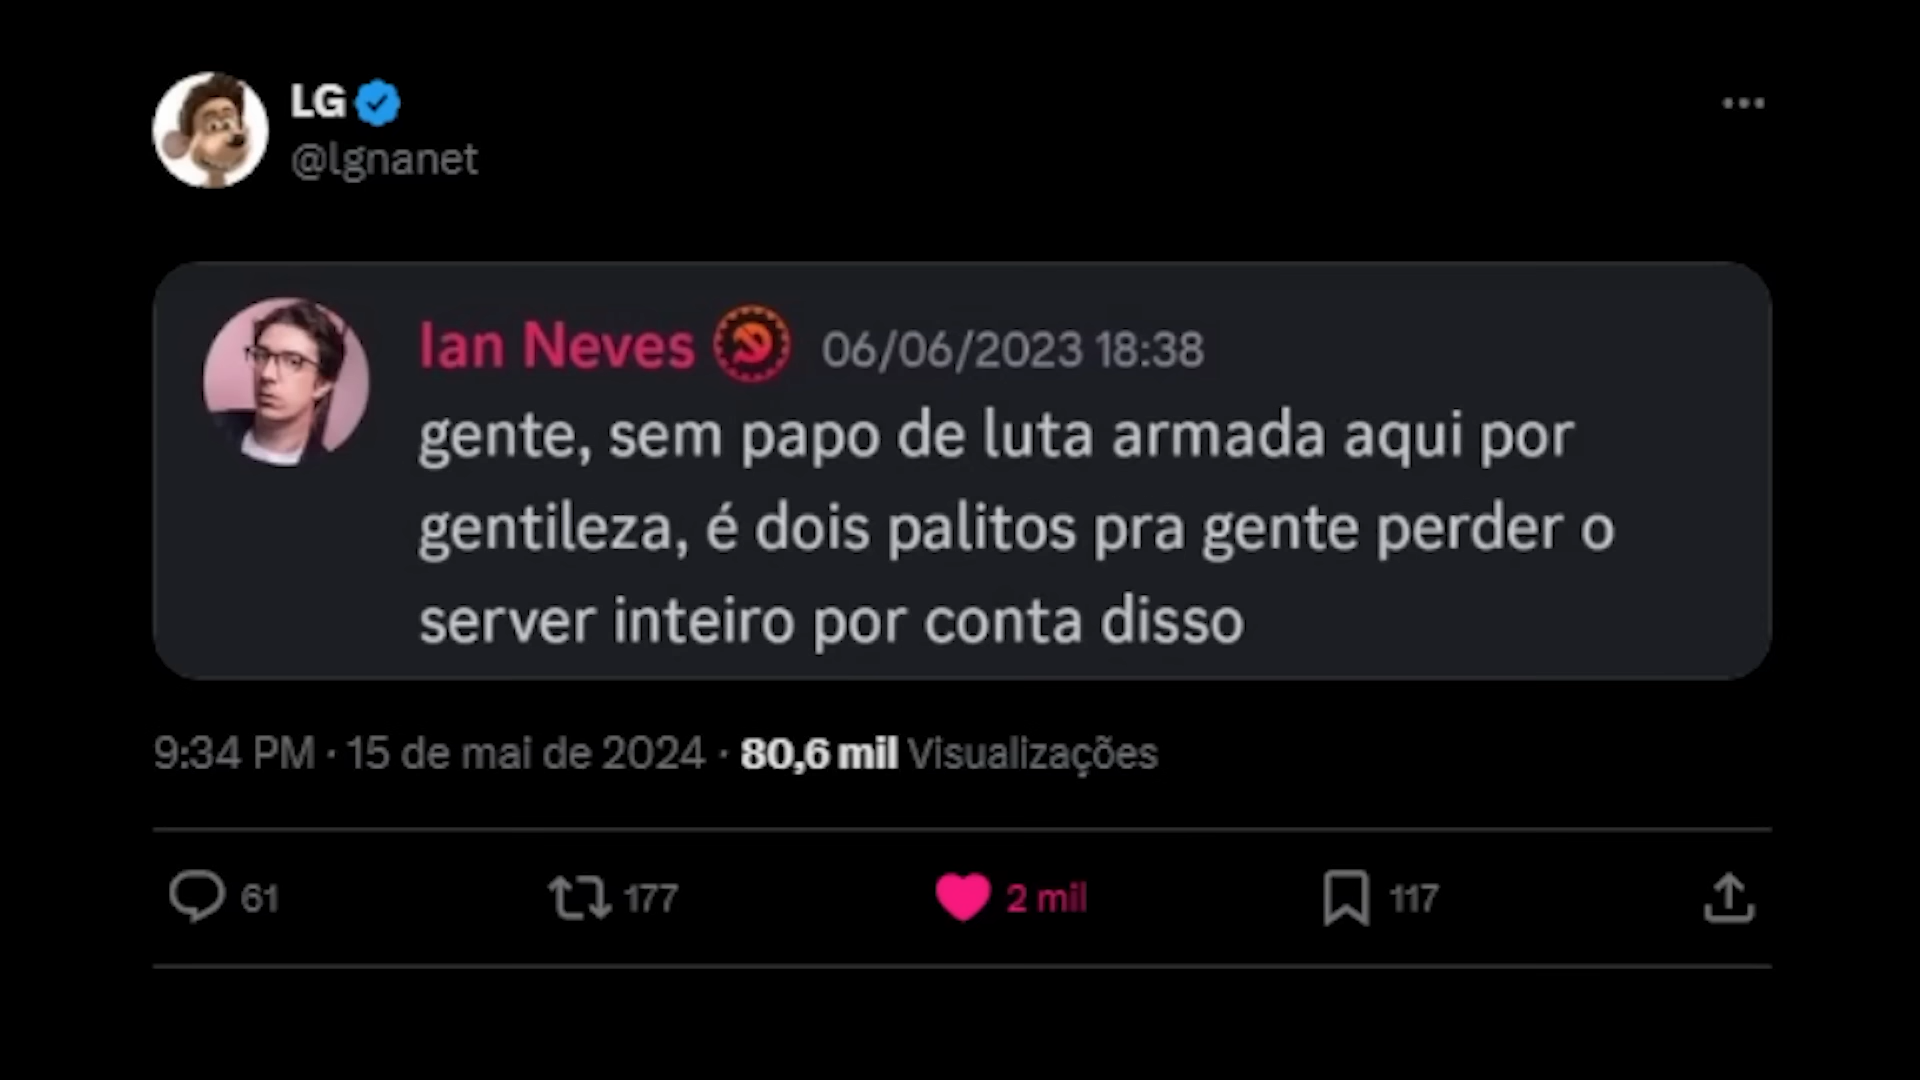 LG
@lgnanet
Ian Neves 06/06/2023 18:38
gente, sem papo de luta armada aqui por
gentileza, é dois palitos pra gente perder o
server inteiro por conta disso
9:34 PM · 15 de mai de 2024 · 80,6 mil Visualizações
61 177 2 mil 117